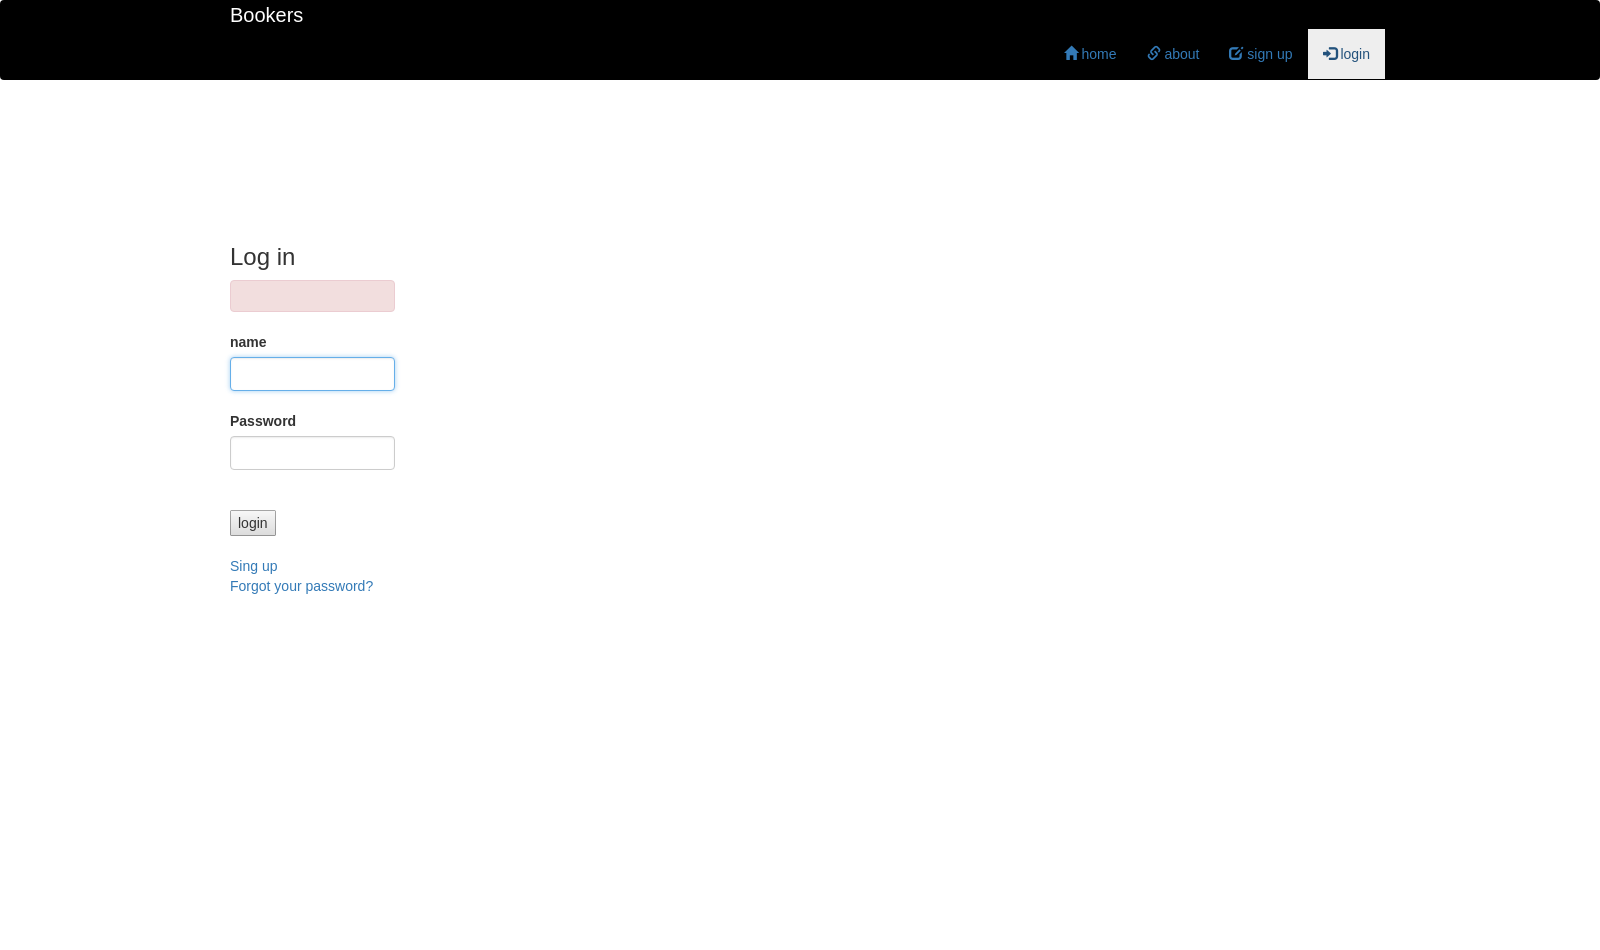 Bookers
home about sign up login
Log in
name
Password
login
Sing up
Forgot your password?